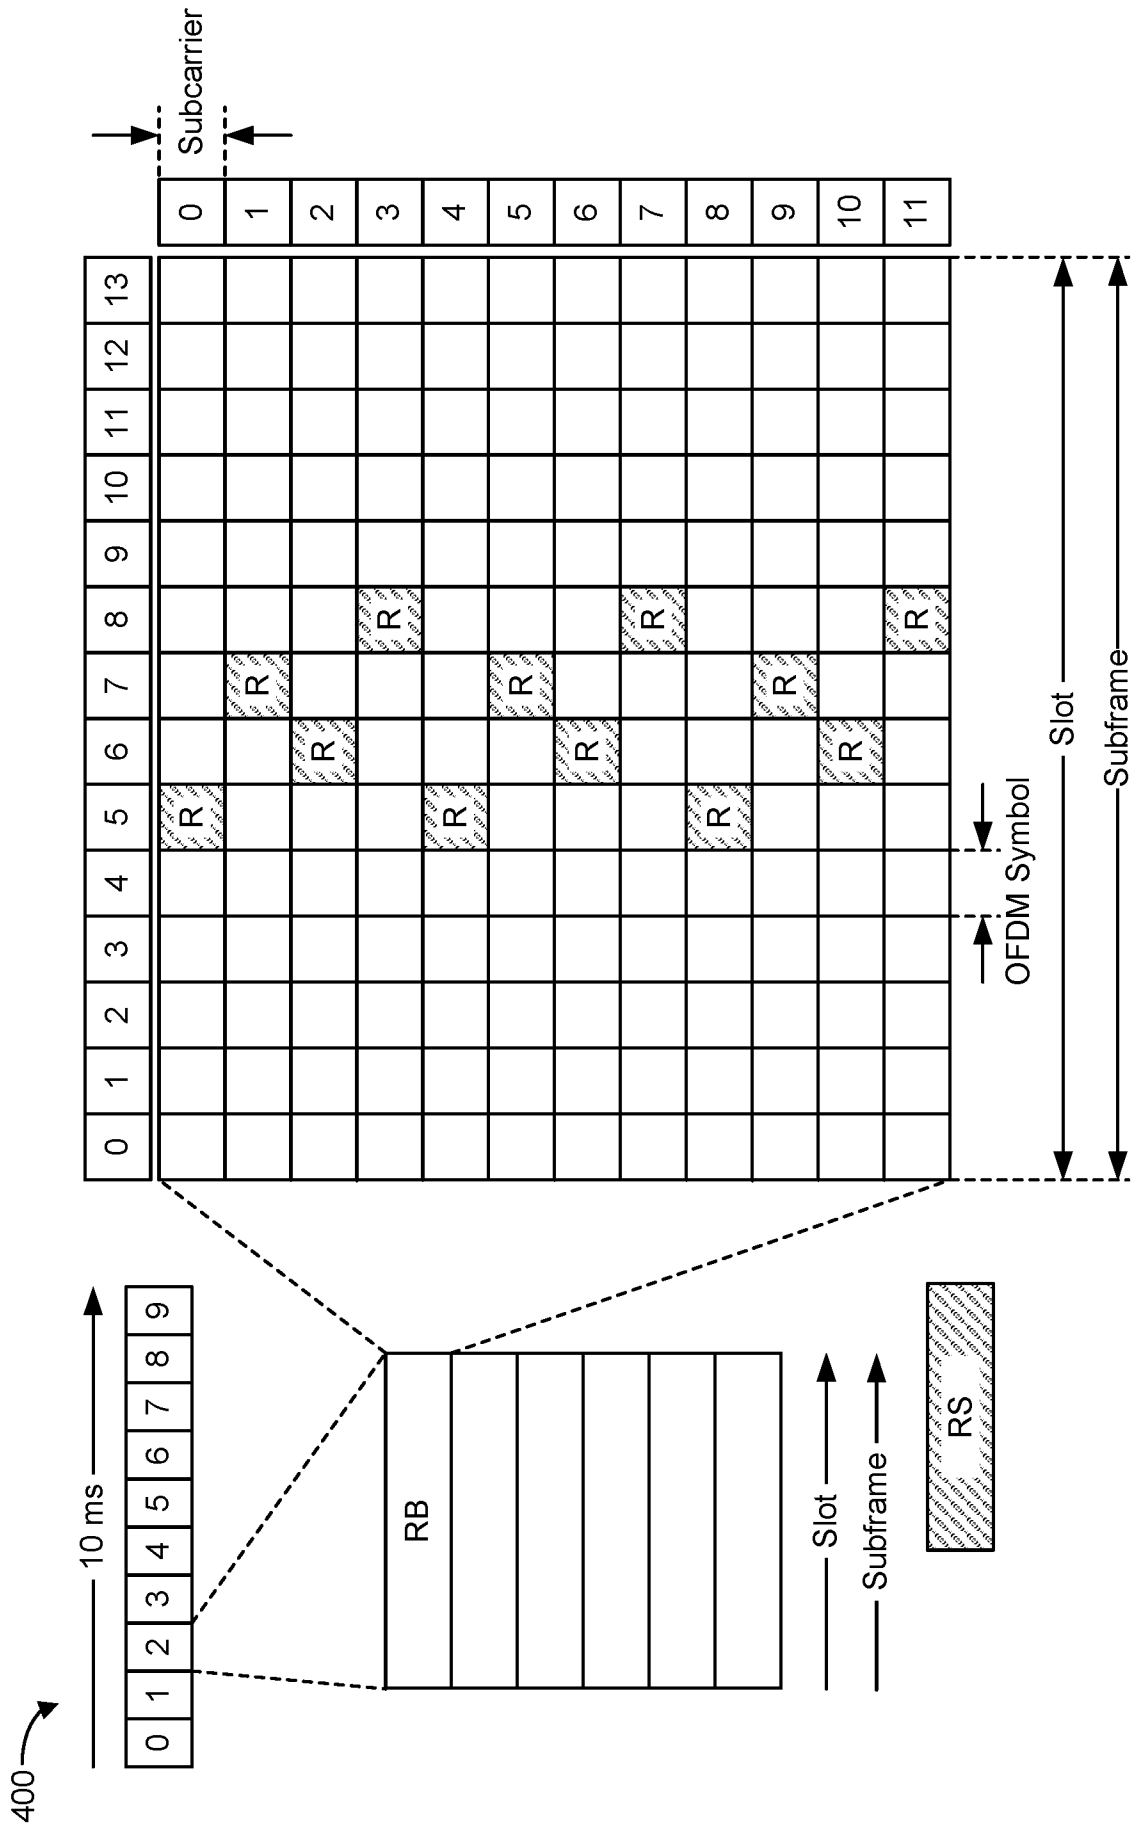 400
10 ms
0 1 2 3 4 5 6 7 8 9
RB
Slot
Subframe
RS
0 1 2 3 4 5 6 7 8 9 10 11 12 13
Subcarrier
R 0
R 1
R 2
R 3
R 4
R 5
R 6
R 7
R 8
R 9
R 10
R 11
OFDM Symbol
Slot
Subframe